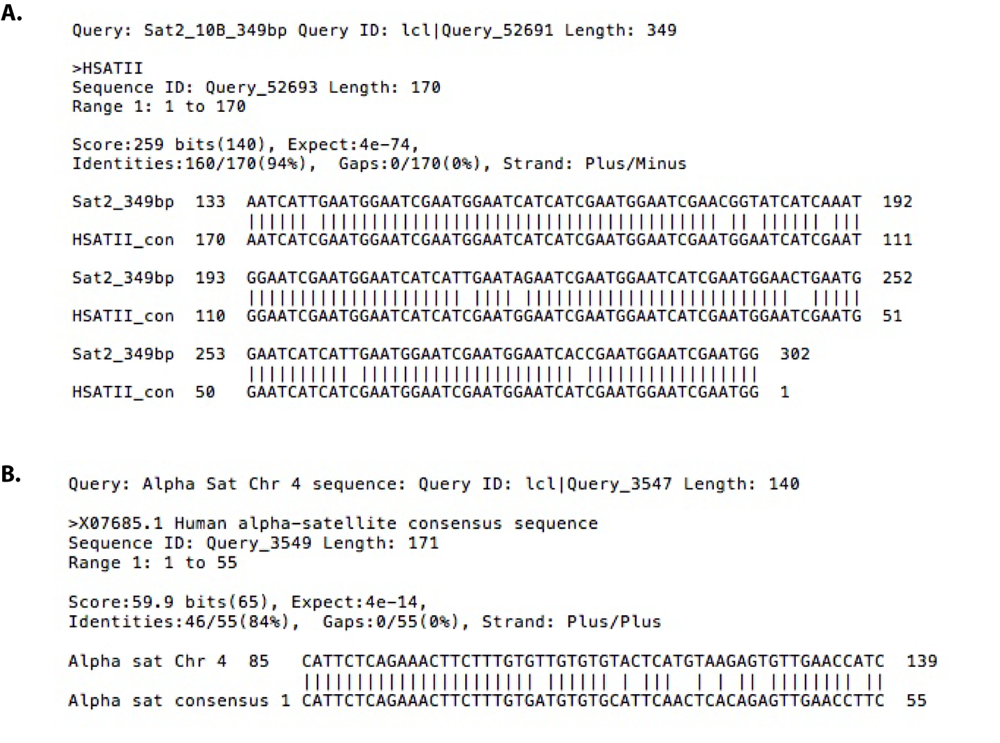 A.
Query: Sat2_10B_349bp Query ID: lcl|Query_52691 Length: 349
>HSATII
Sequence ID: Query_52693 Length: 170
Range 1: 1 to 170
Score:259 bits(140), Expect:4e-74,
Identities:160/170(94%), Gaps:0/170(0%), Strand: Plus/Minus
Sat2_349bp 133 AATCATTGAATGGAATCGAATGGAATCATCATCGAATGGAATCGAACGGTATCATCAAAT 192
|||||| ||||||||||||||||||||||||||||||||||||||| || |||||| |||
HSATII_con 170 AATCATCGAATGGAATCGAATGGAATCATCATCGAATGGAATCGAATGGAATCATCGAAT 111
Sat2_349bp 193 GGAATCGAATGGAATCATCATTGAATAGAATCGAATGGAATCATCGAATGGAACTGAATG 252
||||||||||||||||||||| |||| ||||||||||||||||||||||||||  |||||
HSATII_con 110 GGAATCGAATGGAATCATCATCGAATGGAATCGAATGGAATCATCGAATGGAATCGAATG 51
Sat2_349bp 253 GAATCATCATTGAATGGAATCGAATGGAATCACCGAATGGAATCGAATGG 302
|||||||||| ||||||||||||||||||||| |||||||||||||||||
HSATII_con 50 GAATCATCATCGAATGGAATCGAATGGAATCATCGAATGGAATCGAATGG 1
B.
Query: Alpha Sat Chr 4 sequence: Query ID: lcl|Query_3547 Length: 140
>X07685.1 Human alpha-satellite consensus sequence
Sequence ID: Query_3549 Length: 171
Range 1: 1 to 55
Score:59.9 bits(65), Expect:4e-14,
Identities:46/55(84%), Gaps:0/55(0%), Strand: Plus/Plus
Alpha sat Chr 4 85 CATTCTCAGAAACTTCTTTGTGTTGTGTGTACTCATGTAAGAGTGTTGAACCATC 139
|||||||||||||||||||||| |||||| | |||  | | || |||||||| ||
Alpha sat consensus 1 CATTCTCAGAAACTTCTTTGTGATGTGTGCATTCAACTCACAGAGTTGAACCTTC 55